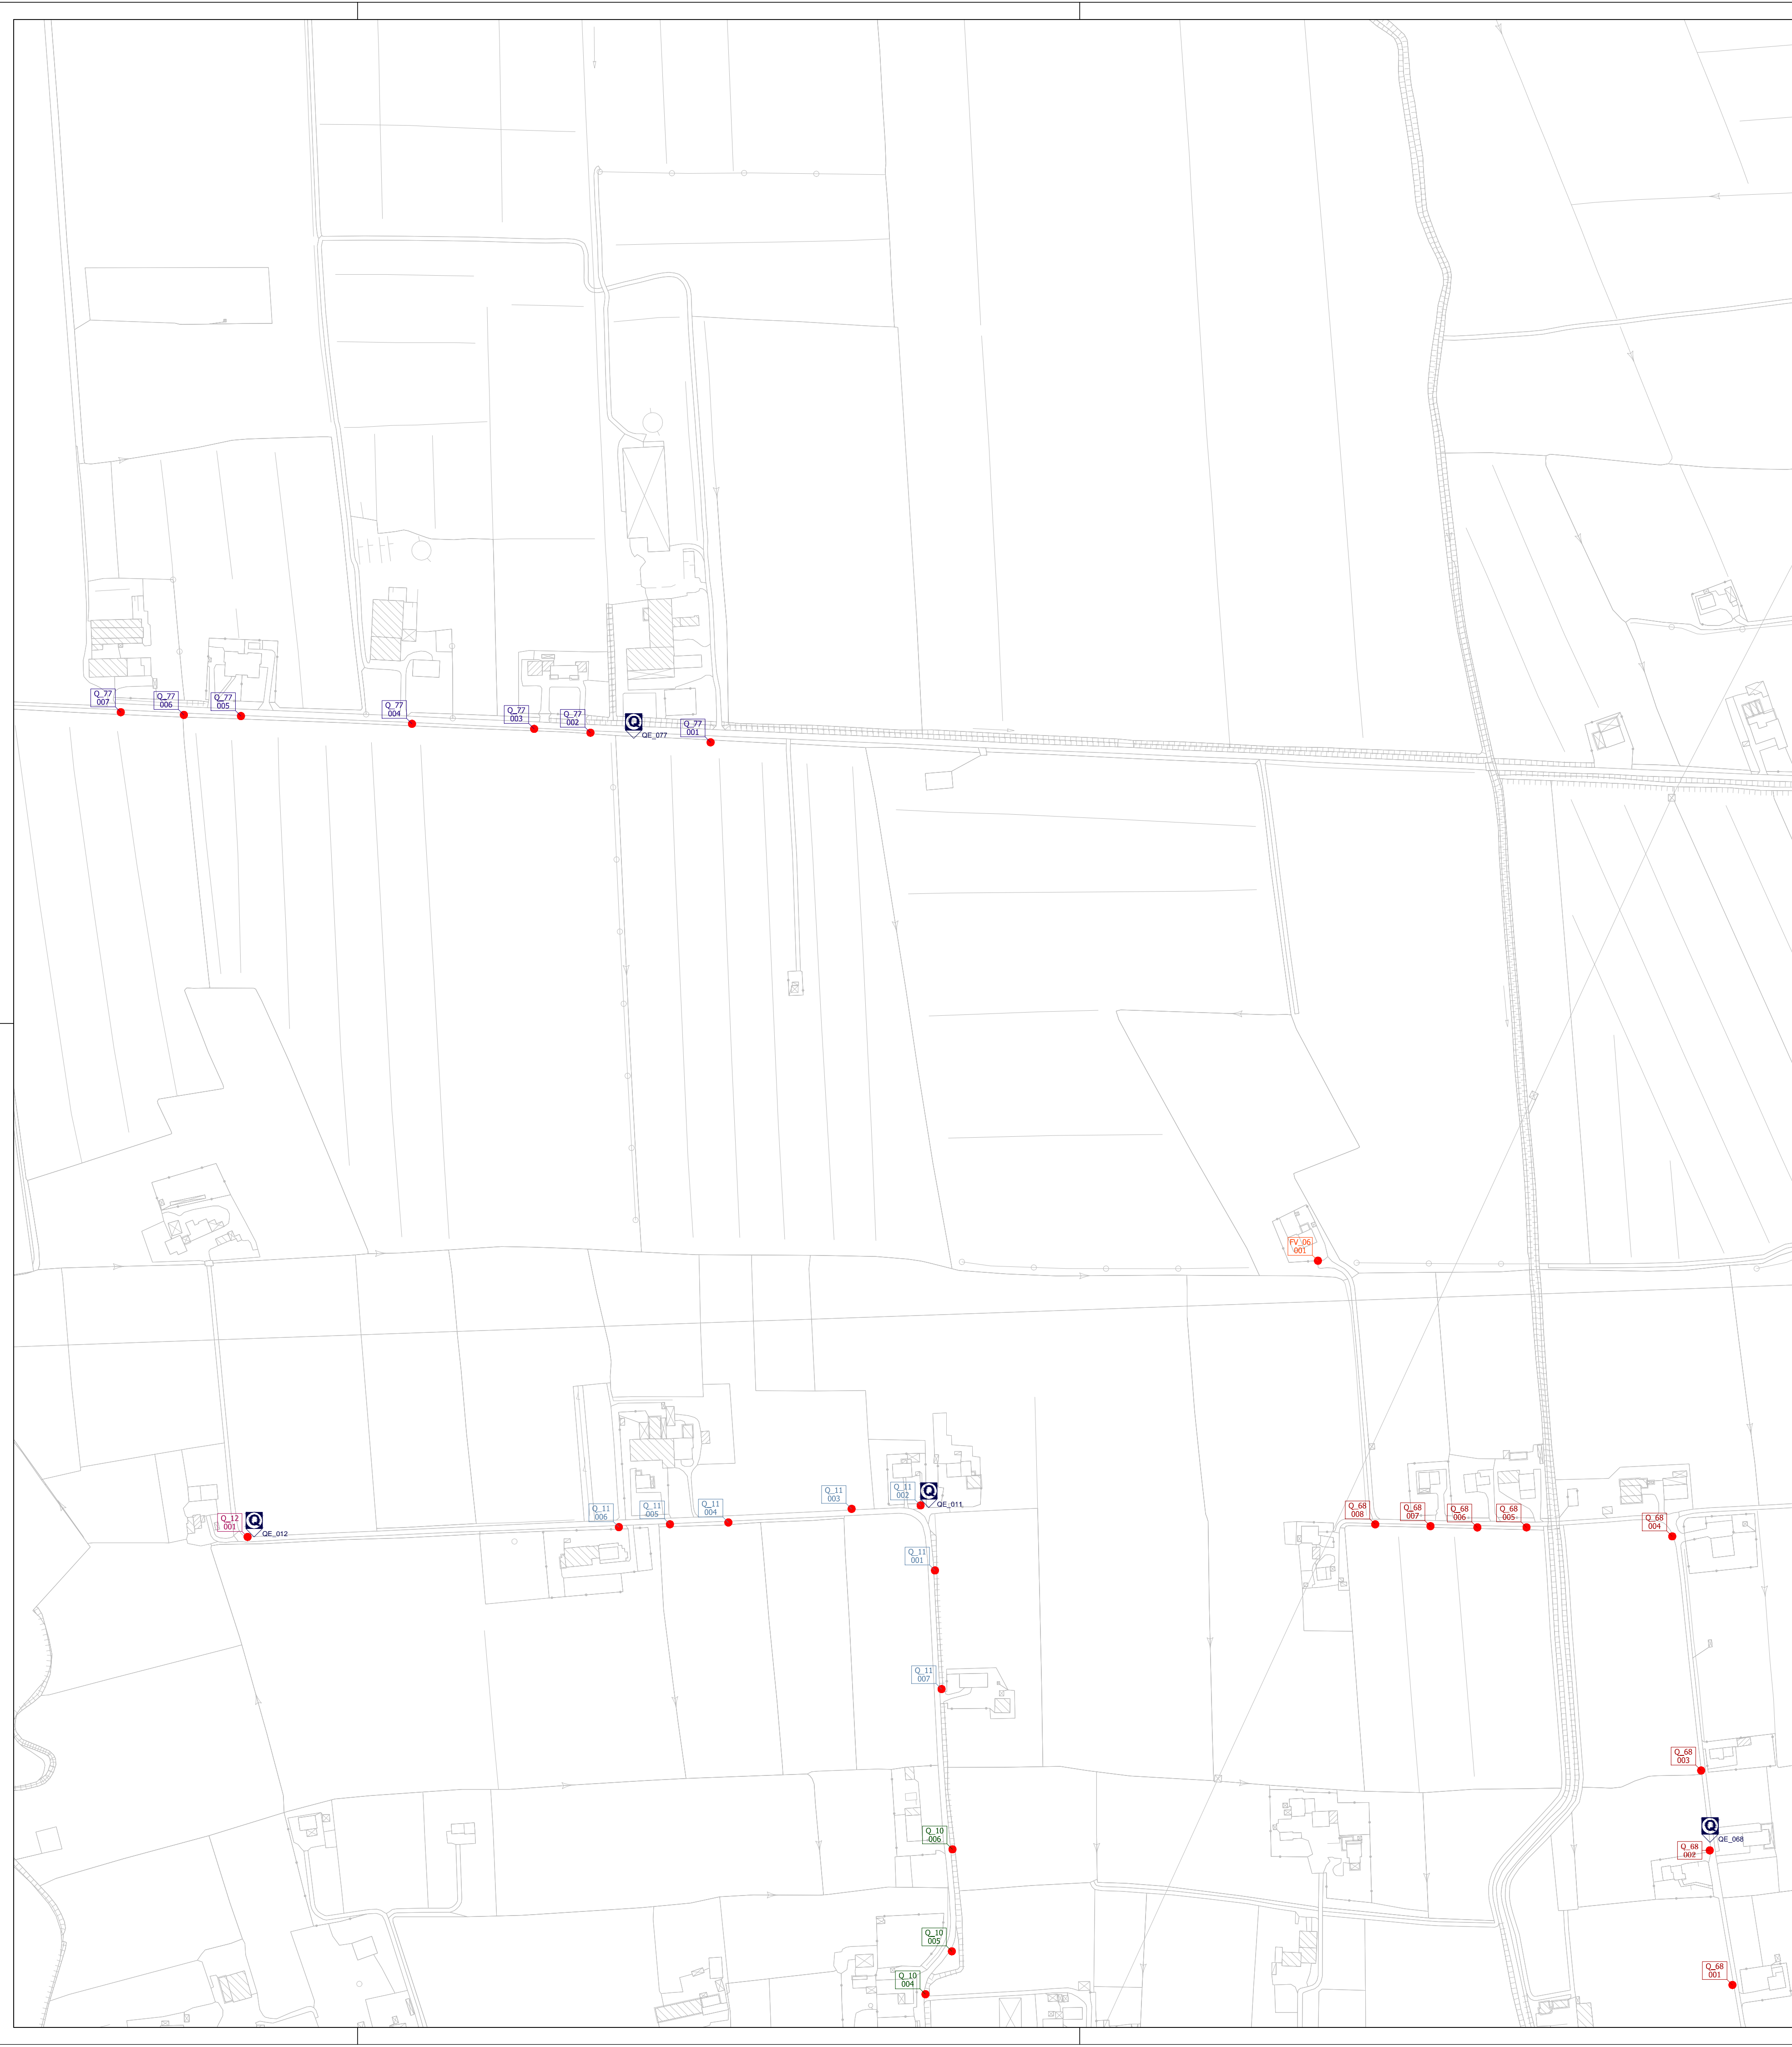 Q_77
007
Q_77
006
Q_77
005
Q_77
004
Q_77
003
Q_77
002
Q
QE_077
Q_77
001
FV_06
001
Q_12
001
Q
QE_012
Q_11
006
Q_11
005
Q_11
004
Q_11
003
Q_11
002
Q
QE_011
Q_11
001
Q_11
007
Q_68
008
Q_68
007
Q_68
006
Q_68
005
Q_68
004
Q_68
003
Q
QE_068
Q_68
002
Q_10
006
Q_10
005
Q_10
004
Q_68
001